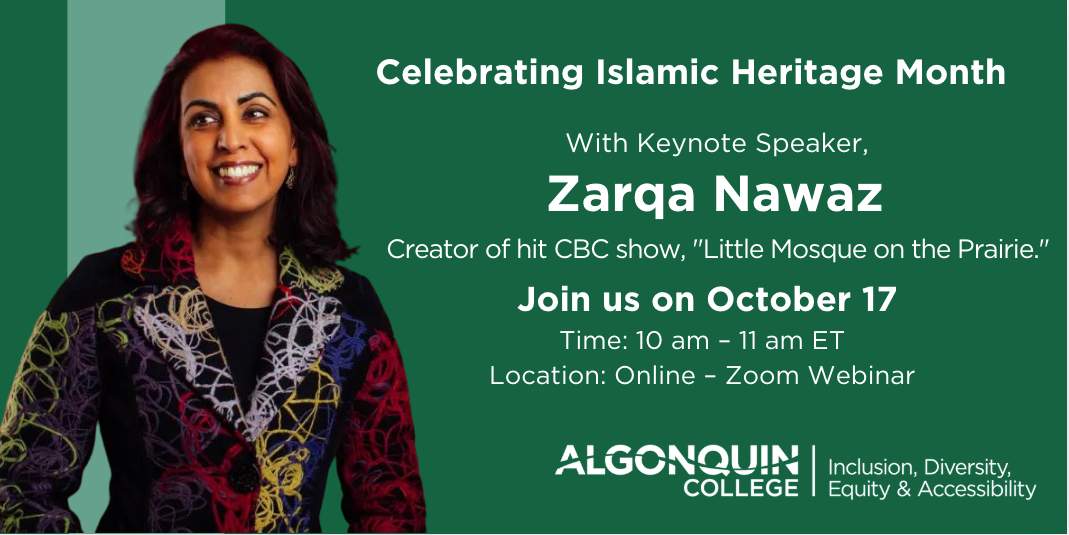 Celebrating Islamic Heritage Month
With Keynote Speaker,
Zarqa Nawaz
Creator of hit CBC show, "Little Mosque on the Prairie."
Join us on October 17
Time: 10 am – 11 am ET
Location: Online – Zoom Webinar
ALGONQUIN
COLLEGE
Inclusion, Diversity,
Equity & Accessibility